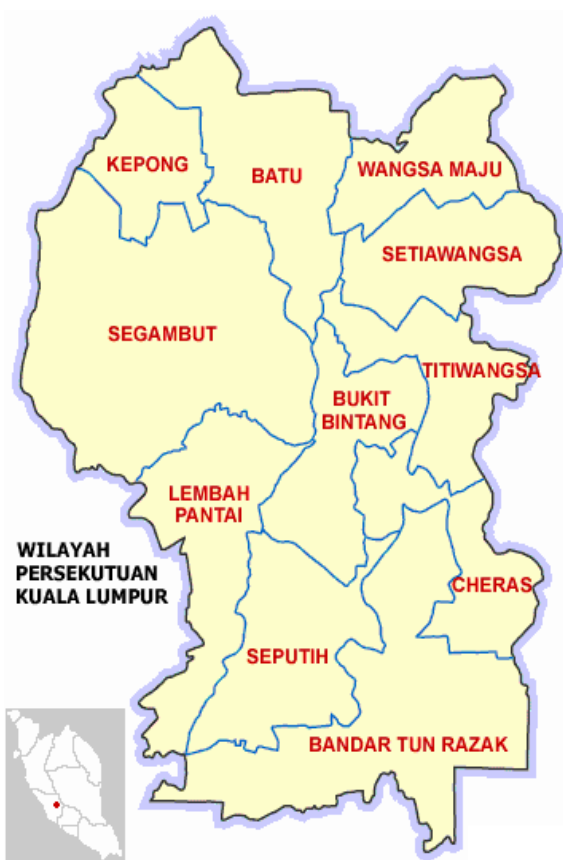 KEPONG
BATU
WANGSA MAJU
SETIAWANGSA
SEGAMBUT
TITIWANGSA
BUKIT
BINTANG
LEMBAH
PANTAI
WILAYAH
PERSEKUTUAN
KUALA LUMPUR
CHERAS
SEPUTIH
BANDAR TUN RAZAK